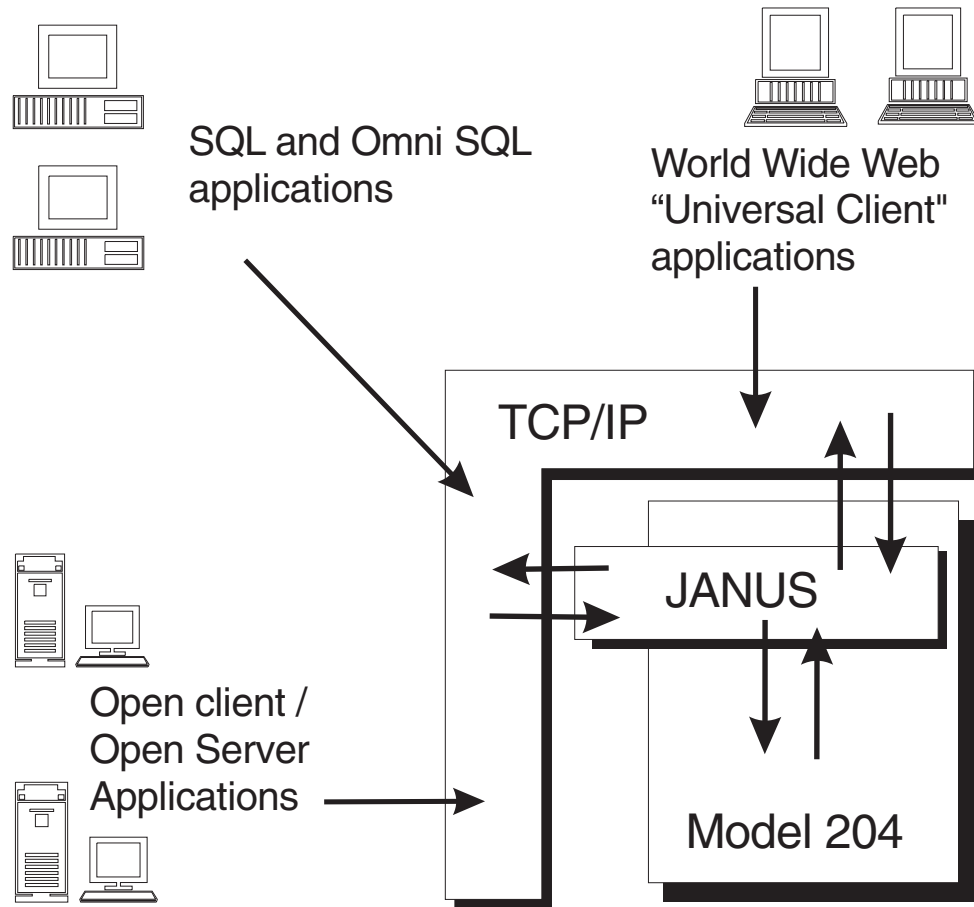 SQL and Omni SQL
applications
World Wide Web
“Universal Client"
applications
TCP/IP
JANUS
Open client /
Open Server
Applications
Model 204